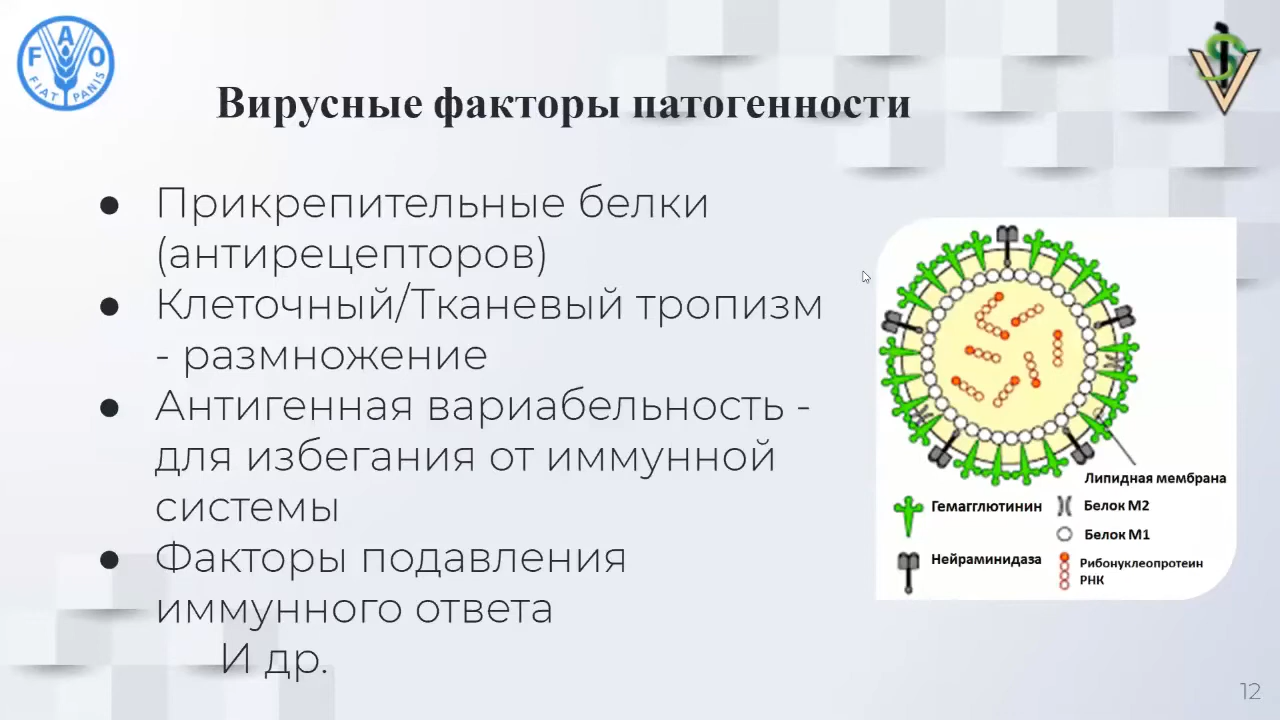 FAO
FIAT PANIS
VS
Вирусные факторы патогенности
● Прикрепительные белки
(антирецепторов)
● Клеточный/Тканевый тропизм
- размножение
● Антигенная вариабельность -
для избегания от иммунной
системы
● Факторы подавления
иммунного ответа
И др.
Липидная мембрана
Гемагглютинин
Белок М2
Белок М1
Нейраминидаза
Рибонуклеопротеин
РНК
12